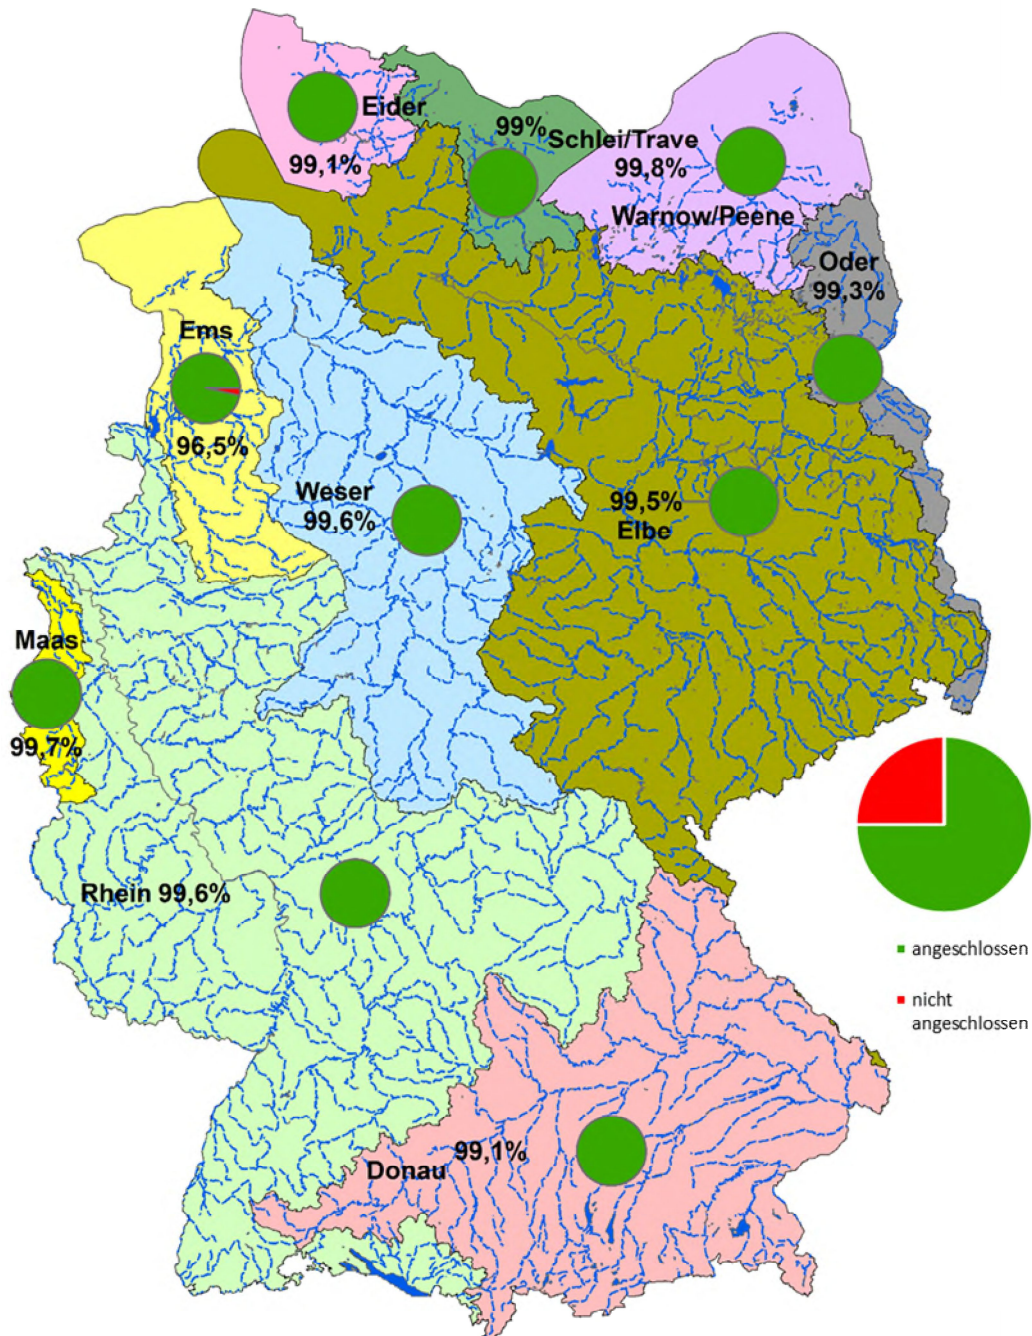 Eider
99,1%
99%
Schlei/Trave
99,8%
Warnow/Peene
Oder
99,3%
Ems
96,5%
Weser
99,6%
99,5%
Elbe
Maas
99,7%
Rhein 99,6%
angeschlossen
nicht
angeschlossen
99,1%
Donau